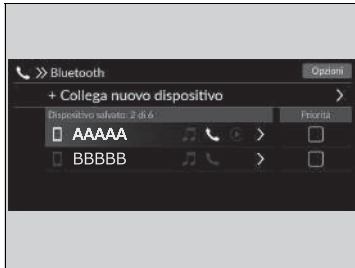 Bluetooth
Opzioni
+ Collega nuovo dispositivo
Dispositivo salvato: 2 di 6
Priorità
AAAAA
BBBBB